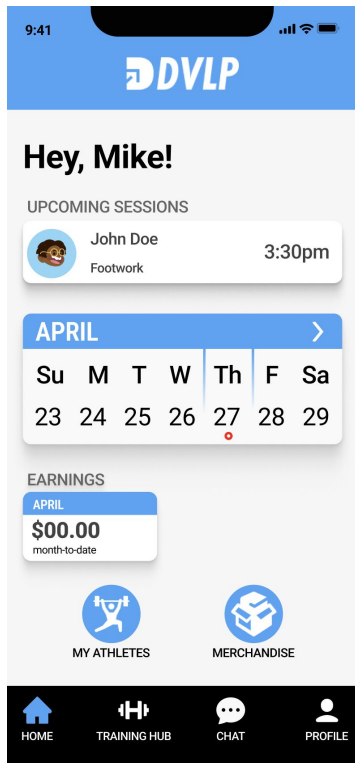 9:41
DVLP
Hey, Mike!
UPCOMING SESSIONS
John Doe
3:30pm
Footwork
APRIL
Su M T W Th F Sa
23 24 25 26 27 28 29
EARNINGS
APRIL
$00.00
month-to-date
MY ATHLETES MERCHANDISE
HOME TRAINING HUB CHAT PROFILE